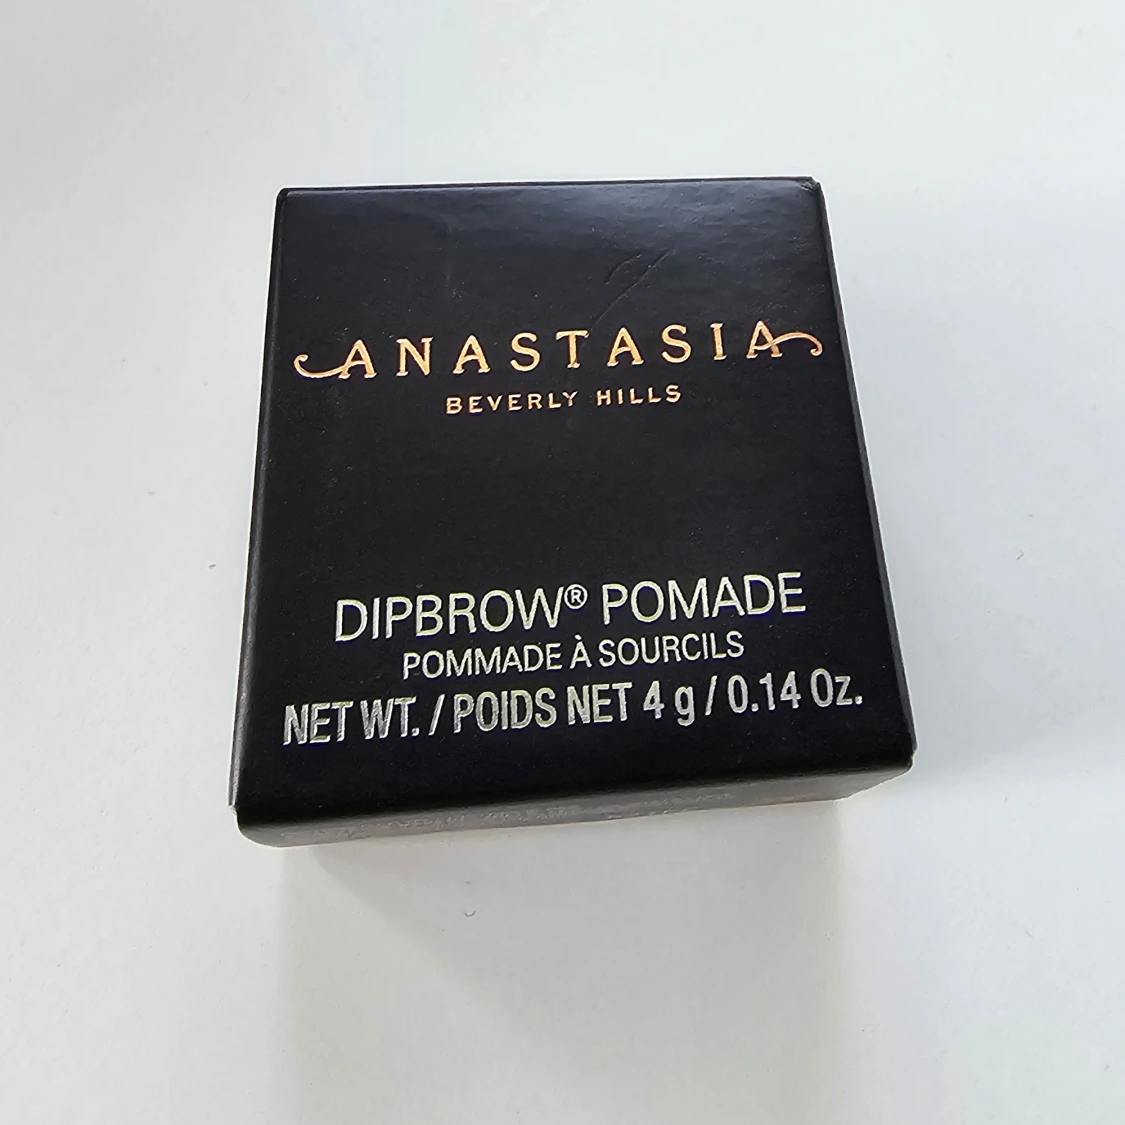 ANASTASIA
BEVERLY HILLS
DIPBROW® POMADE
POMMADE À SOURCILS
NET WT. / POIDS NET 4 g / 0.14 Oz.